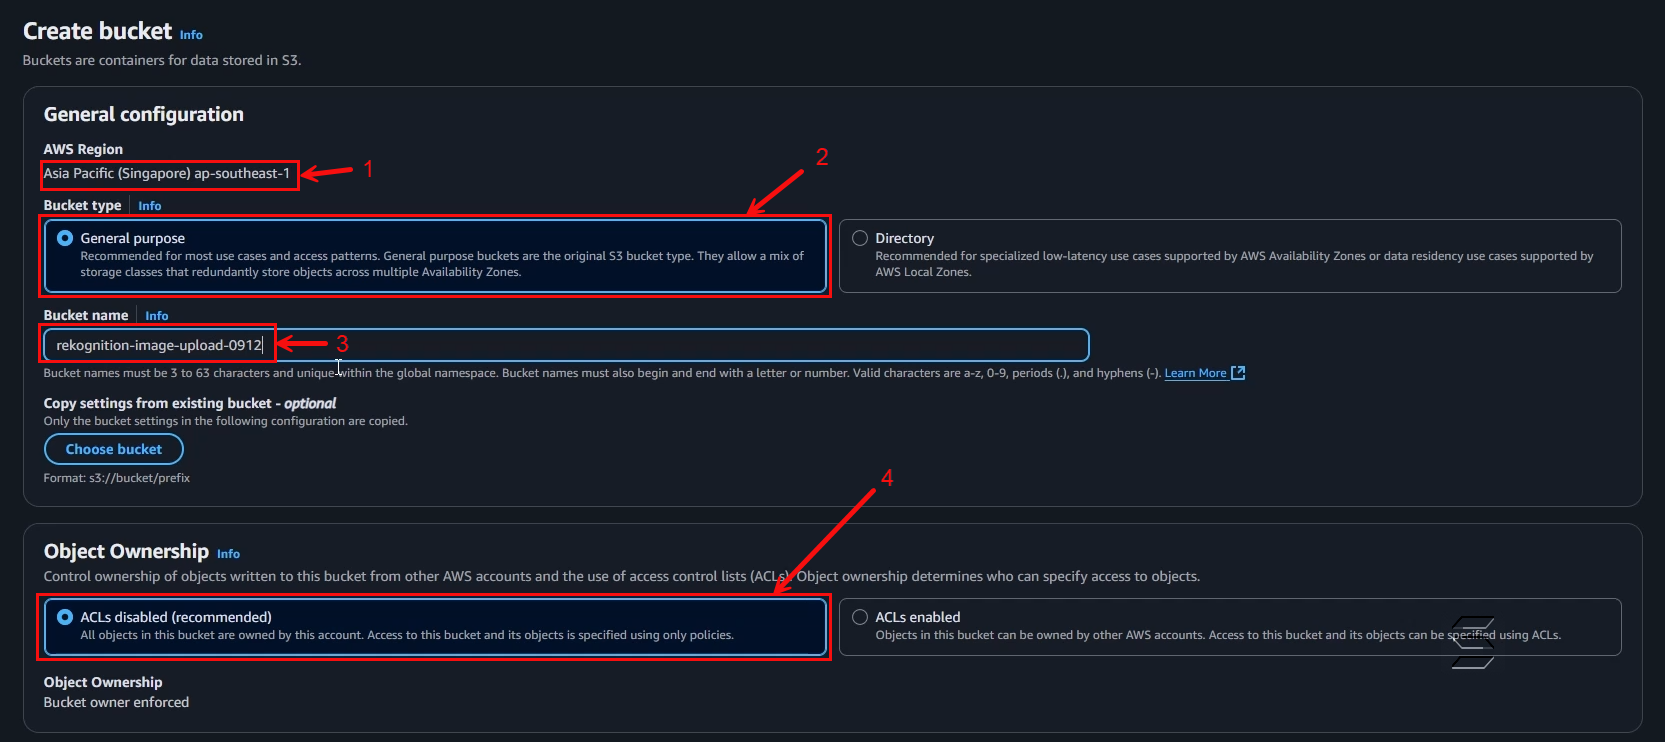 Create bucket Info
Buckets are containers for data stored in S3.
General configuration
AWS Region
Asia Pacific (Singapore) ap-southeast-1
1
2
Bucket type Info
General purpose
Recommended for most use cases and access patterns. General purpose buckets are the original S3 bucket type. They allow a mix of
storage classes that redundantly store objects across multiple Availability Zones.
Directory
Recommended for specialized low-latency use cases supported by AWS Availability Zones or data residency use cases supported by
AWS Local Zones.
Bucket name Info
rekognition-image-upload-0912
3
Bucket names must be 3 to 63 characters and unique within the global namespace. Bucket names must also begin and end with a letter or number. Valid characters are a-z, 0-9, periods (.), and hyphens (-). Learn More
Copy settings from existing bucket - optional
Only the bucket settings in the following configuration are copied.
Choose bucket
Format: s3://bucket/prefix
4
Object Ownership Info
Control ownership of objects written to this bucket from other AWS accounts and the use of access control lists (ACLs). Object ownership determines who can specify access to objects.
ACLs disabled (recommended)
All objects in this bucket are owned by this account. Access to this bucket and its objects is specified using only policies.
ACLs enabled
Objects in this bucket can be owned by other AWS accounts. Access to this bucket and its objects can be specified using ACLs.
Object Ownership
Bucket owner enforced